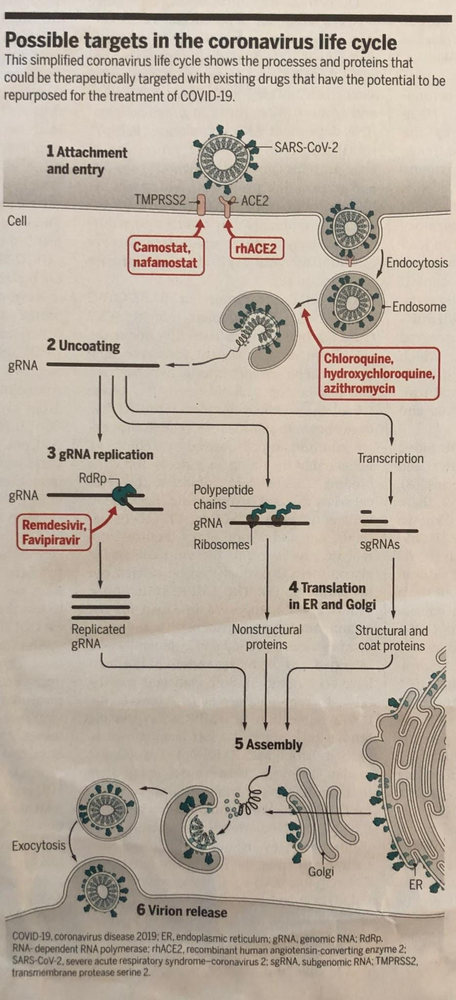 Possible targets in the coronavirus life cycle
This simplified coronavirus life cycle shows the processes and proteins that
could be therapeutically targeted with existing drugs that have the potential to be
repurposed for the treatment of COVID-19.
1 Attachment
and entry
SARS-CoV-2
TMPRSS2
ACE2
Cell
Camostat,
nafamostat
rhACE2
Endocytosis
Endosome
2 Uncoating
gRNA
Chloroquine,
hydroxychloroquine,
azithromycin
3 gRNA replication
RdRp
gRNA
Remdesivir,
Favipiravir
Polypeptide
chains
gRNA
Ribosomes
Transcription
sgRNAs
4 Translation
in ER and Golgi
Replicated
gRNA
Nonstructural
proteins
Structural and
coat proteins
5 Assembly
Exocytosis
Golgi
ER
6 Virion release
COVID-19, coronavirus disease 2019; ER, endoplasmic reticulum; gRNA, genomic RNA; RdRp,
RNA- dependent RNA polymerase; rhACE2, recombinant human angiotensin-converting enzyme 2;
SARS-CoV-2, severe acute respiratory syndrome–coronavirus 2; sgRNA, subgenomic RNA; TMPRSS2,
transmembrane protease serine 2.